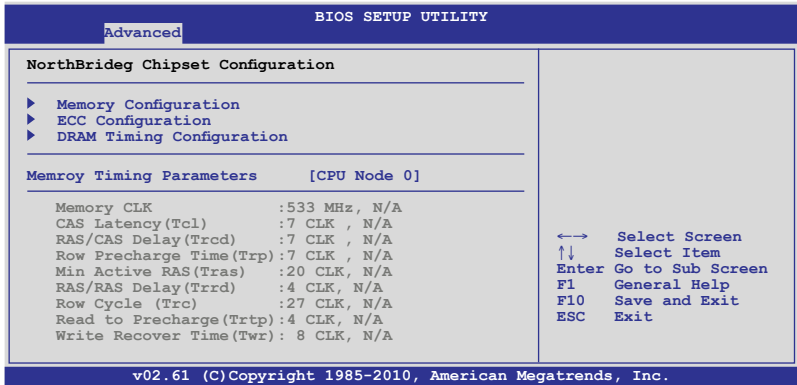 BIOS SETUP UTILITY
Advanced
NorthBrideg Chipset Configuration
Memory Configuration
ECC Configuration
DRAM Timing Configuration
Memroy Timing Parameters [CPU Node 0]
Memory CLK :533 MHz, N/A
CAS Latency(Tcl) :7 CLK , N/A
RAS/CAS Delay(Trcd) :7 CLK , N/A
Row Precharge Time(Trp):7 CLK , N/A
Min Active RAS(Tras) :20 CLK, N/A
RAS/RAS Delay(Trrd) :4 CLK, N/A
Row Cycle (Trc) :27 CLK, N/A
Read to Precharge(Trtp):4 CLK, N/A
Write Recover Time(Twr): 8 CLK, N/A
←→ Select Screen
↑↓ Select Item
Enter Go to Sub Screen
F1 General Help
F10 Save and Exit
ESC Exit
v02.61 (C)Copyright 1985-2010, American Megatrends, Inc.